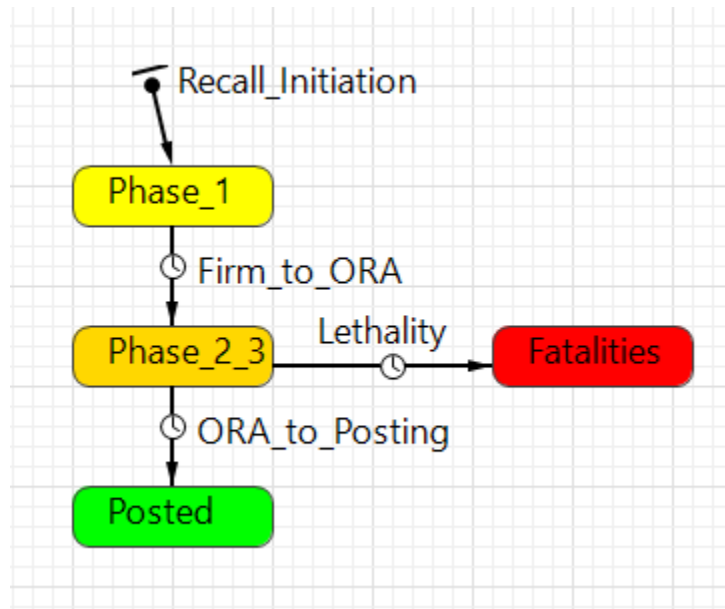 Recall_Initiation
Phase_1
Firm_to_ORA
Phase_2_3
Lethality
Fatalities
ORA_to_Posting
Posted